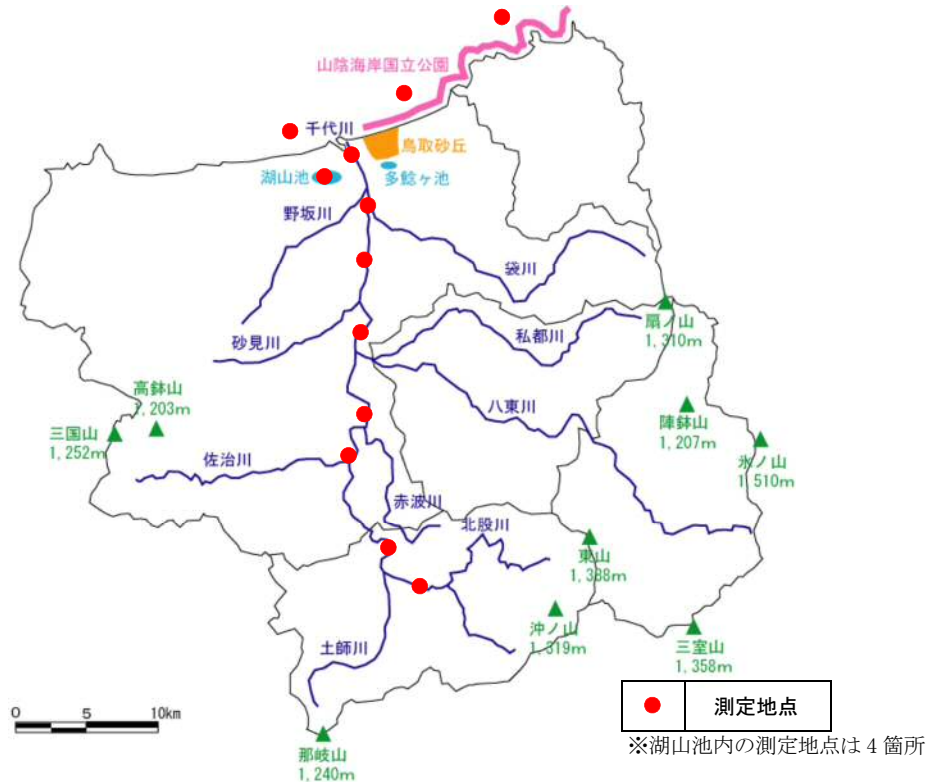 山陰海岸国立公園
千代川
鳥取砂丘
湖山池
多鯰ヶ池
野坂川
袋川
扇ノ山
1,310m
私都川
砂見川
高鉢山
1,203m
八東川
陣鉢山
1,207m
三国山
1,252m
氷ノ山
1,510m
佐治川
赤波川
北股川
東山
1,388m
沖ノ山
1,319m
土師川
三室山
1,358m
0 5 10km
測定地点
※湖山池内の測定地点は 4 箇所
那岐山
1,240m